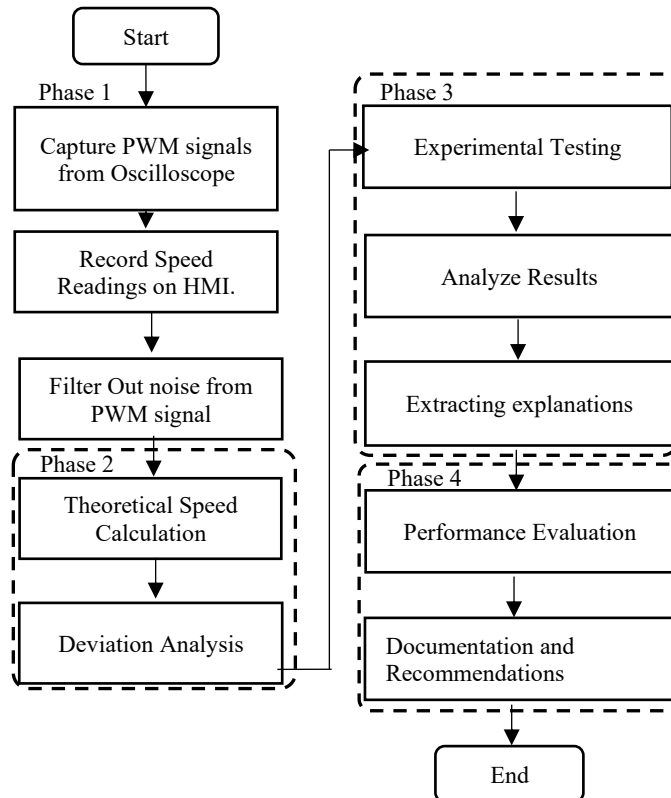 Start
Phase 1
Capture PWM signals
from Oscilloscope
Record Speed
Readings on HMI.
Filter Out noise from
PWM signal
Phase 2
Theoretical Speed
Calculation
Deviation Analysis
Phase 3
Experimental Testing
Analyze Results
Extracting explanations
Phase 4
Performance Evaluation
Documentation and
Recommendations
End